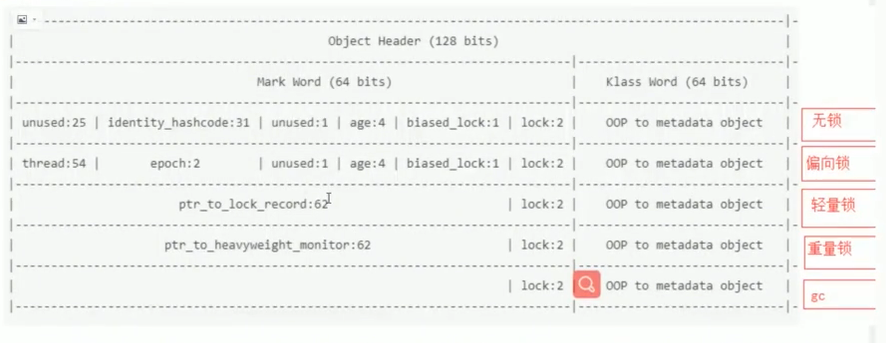 Object Header (128 bits)
Mark Word (64 bits) | Klass Word (64 bits)
unused:25 | identity_hashcode:31 | unused:1 | age:4 | biased_lock:1 | lock:2 | OOP to metadata object | 无锁
thread:54 | epoch:2 | unused:1 | age:4 | biased_lock:1 | lock:2 | OOP to metadata object | 偏向锁
ptr_to_lock_record:62 | lock:2 | OOP to metadata object | 轻量锁
ptr_to_heavyweight_monitor:62 | lock:2 | OOP to metadata object | 重量锁
| lock:2 | OOP to metadata object | gc